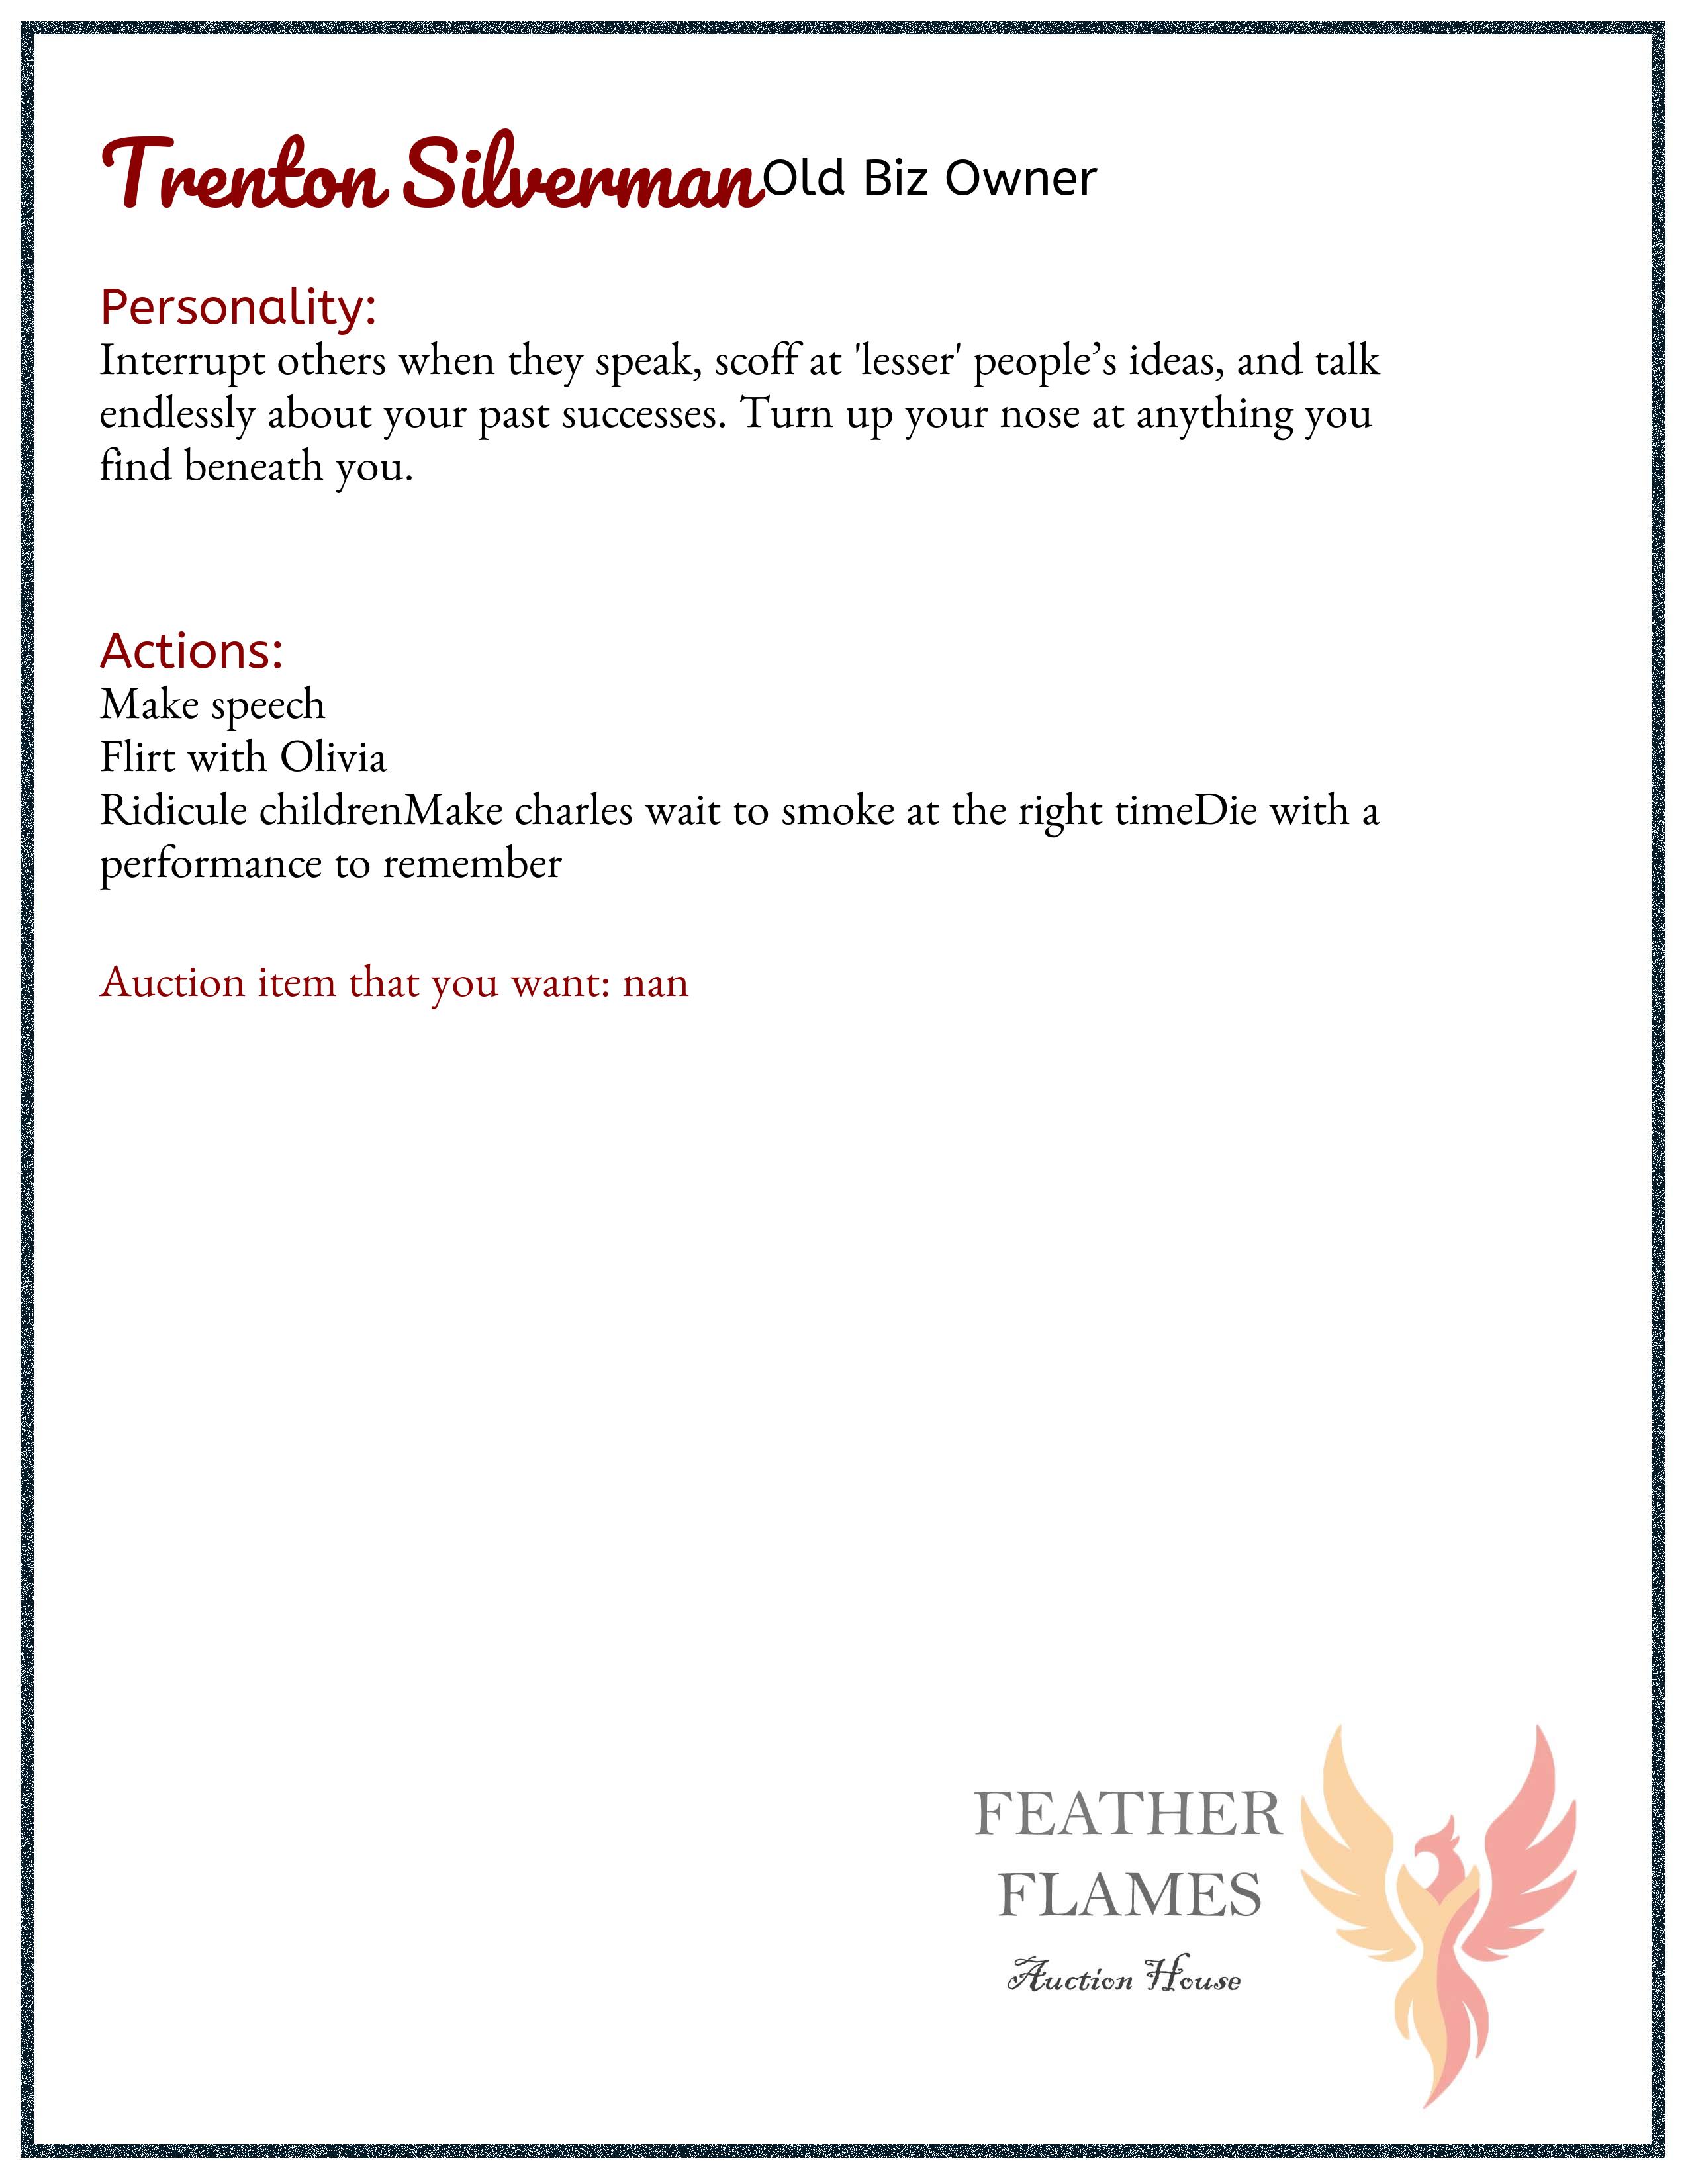 Trenton Silverman Old Biz Owner
Personality:
Interrupt others when they speak, scoff at 'lesser' people’s ideas, and talk
endlessly about your past successes. Turn up your nose at anything you
find beneath you.
Actions:
Make speech
Flirt with Olivia
Ridicule childrenMake charles wait to smoke at the right timeDie with a
performance to remember
Auction item that you want: nan
FEATHER
FLAMES
Auction House